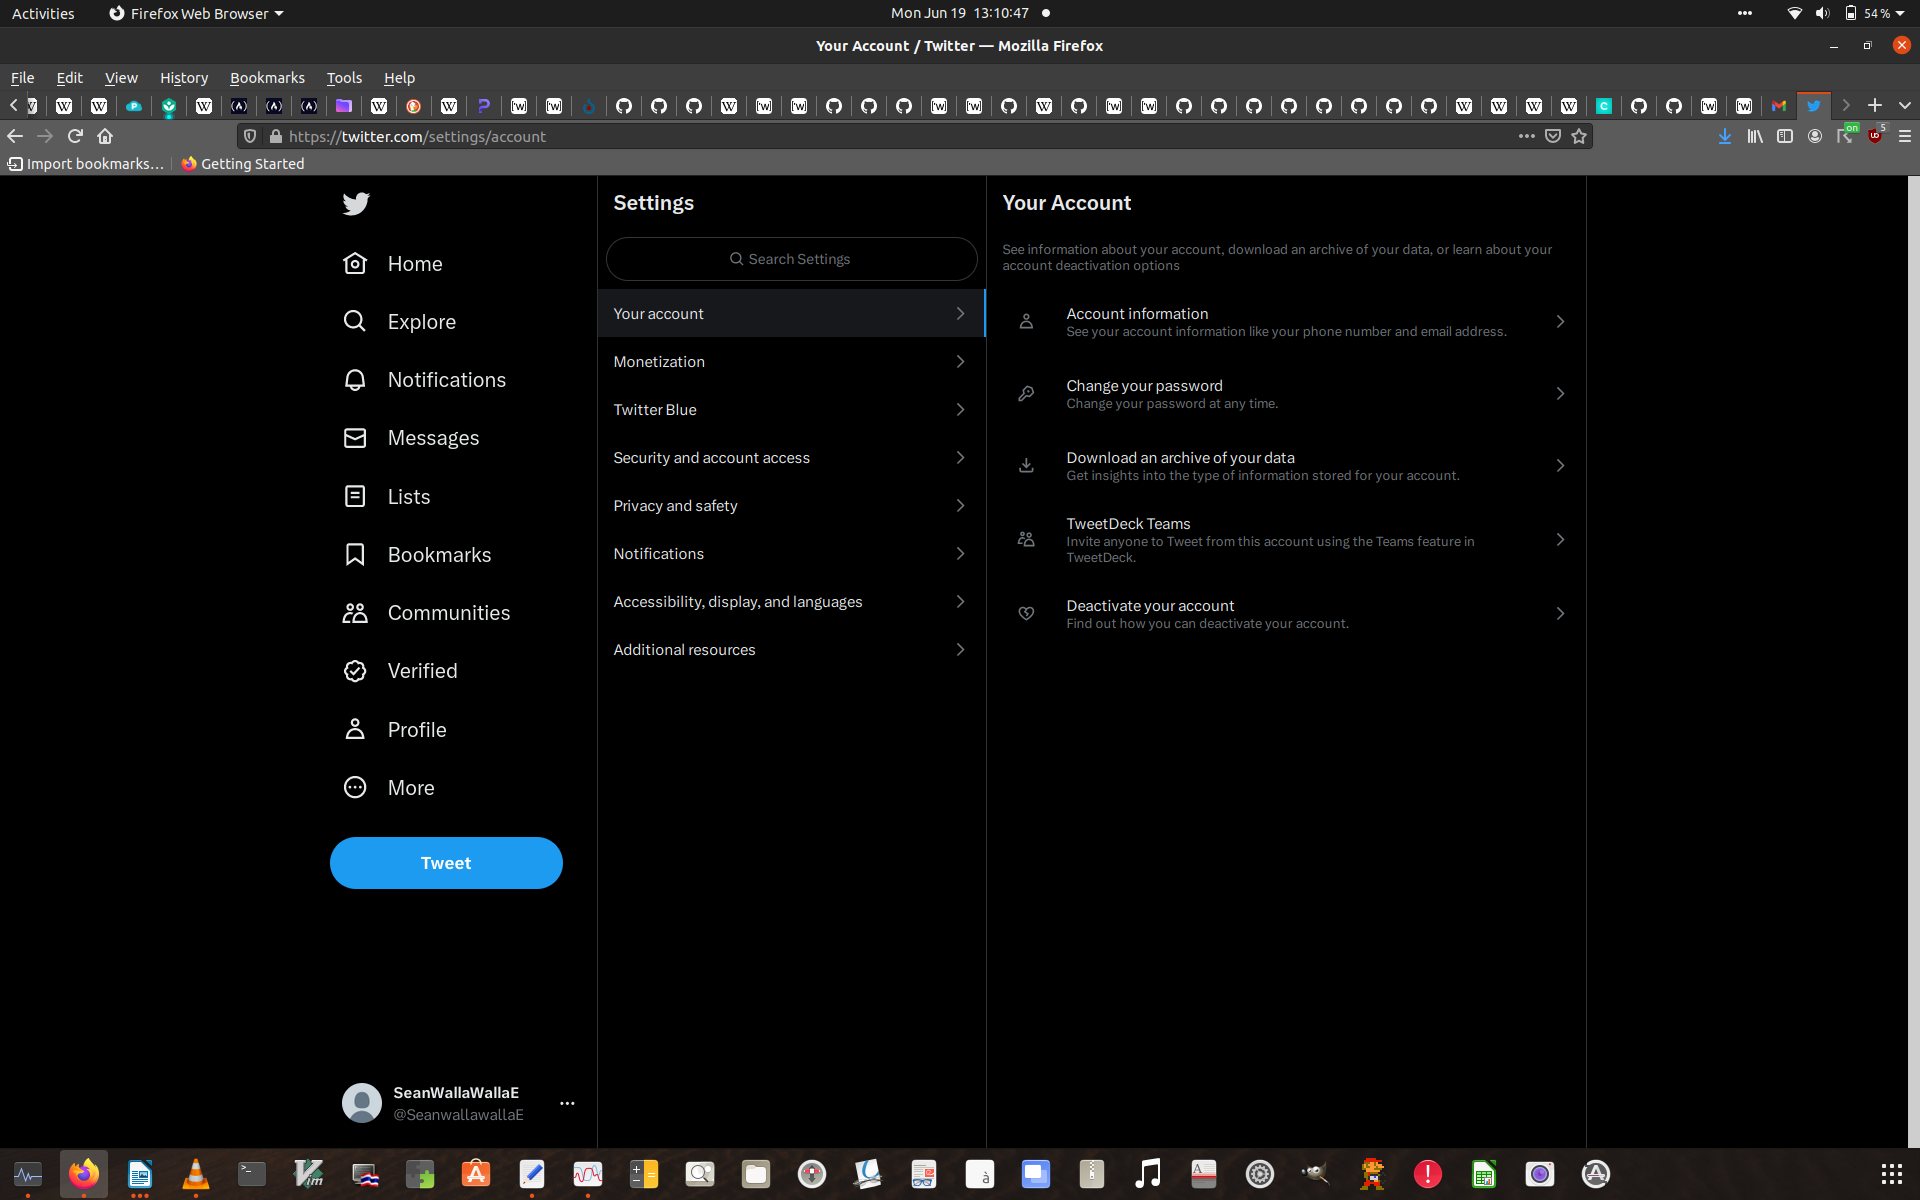 Activities
Firefox Web Browser
Mon Jun 19 13:10:47
54 %
Your Account / Twitter — Mozilla Firefox
File Edit View History Bookmarks Tools Help
https://twitter.com/settings/account
on
5
Import bookmarks...
Getting Started
Home
Explore
Notifications
Messages
Lists
Bookmarks
Communities
Verified
Profile
More
Tweet
SeanWallaWallaE
@SeanwallawallaE
Settings
Search Settings
Your account
Monetization
Twitter Blue
Security and account access
Privacy and safety
Notifications
Accessibility, display, and languages
Additional resources
Your Account
See information about your account, download an archive of your data, or learn about your
account deactivation options
Account information
See your account information like your phone number and email address.
Change your password
Change your password at any time.
Download an archive of your data
Get insights into the type of information stored for your account.
TweetDeck Teams
Invite anyone to Tweet from this account using the Teams feature in
TweetDeck.
Deactivate your account
Find out how you can deactivate your account.